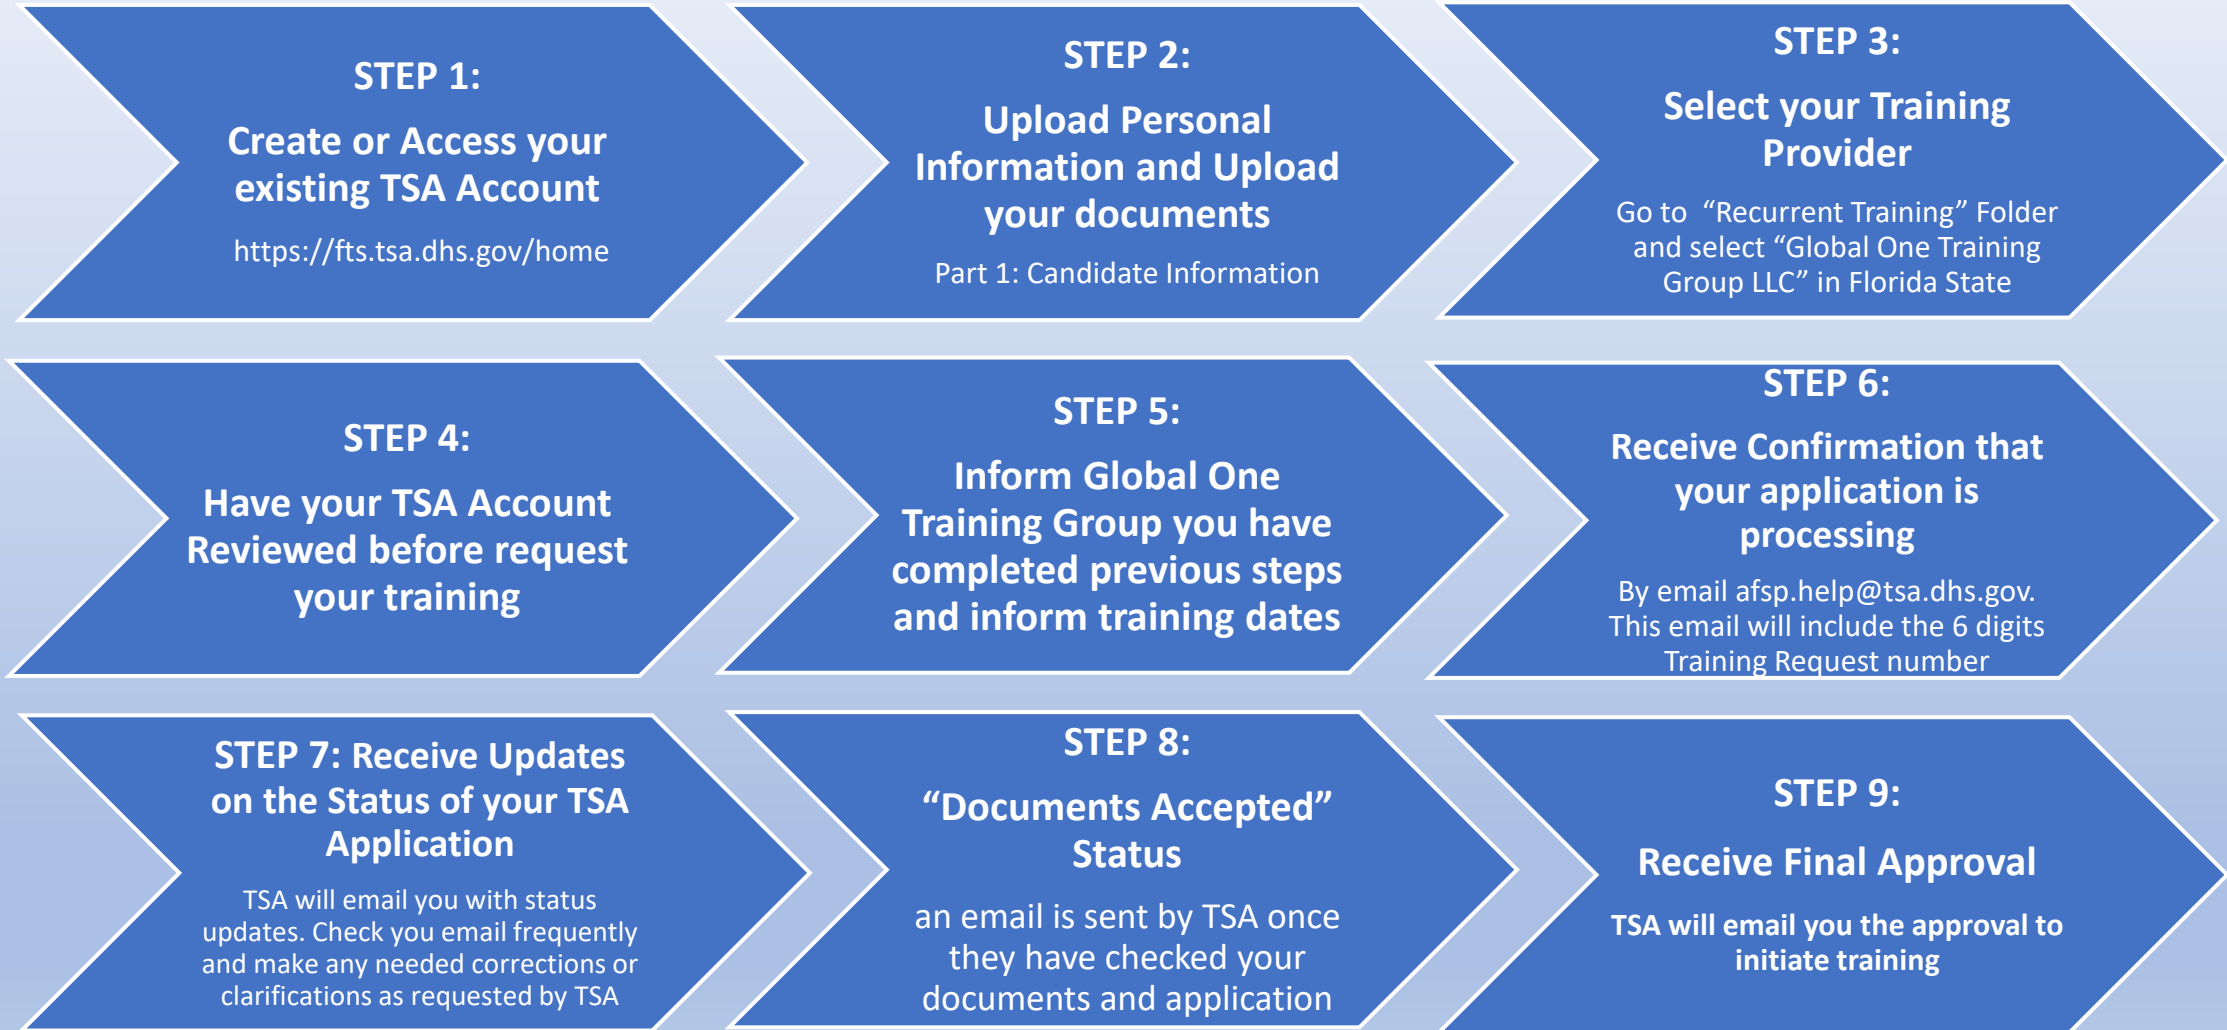 STEP 1:
Create or Access your
existing TSA Account
https://fts.tsa.dhs.gov/home
STEP 2:
Upload Personal
Information and Upload
your documents
Part 1: Candidate Information
STEP 3:
Select your Training
Provider
Go to “Recurrent Training” Folder
and select “Global One Training
Group LLC” in Florida State
STEP 4:
Have your TSA Account
Reviewed before request
your training
STEP 5:
Inform Global One
Training Group you have
completed previous steps
and inform training dates
STEP 6:
Receive Confirmation that
your application is
processing
By email afsp.help@tsa.dhs.gov.
This email will include the 6 digits
Training Request number
STEP 7: Receive Updates
on the Status of your TSA
Application
TSA will email you with status
updates. Check you email frequently
and make any needed corrections or
clarifications as requested by TSA
STEP 8:
“Documents Accepted”
Status
an email is sent by TSA once
they have checked your
documents and application
STEP 9:
Receive Final Approval
TSA will email you the approval to
initiate training